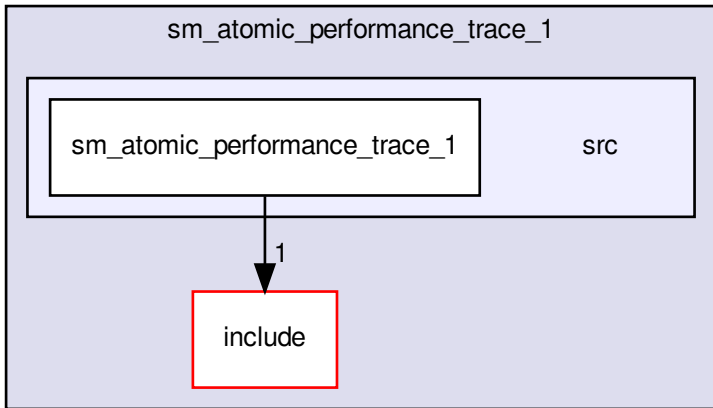 sm_atomic_performance_trace_1
sm_atomic_performance_trace_1
src
1
include